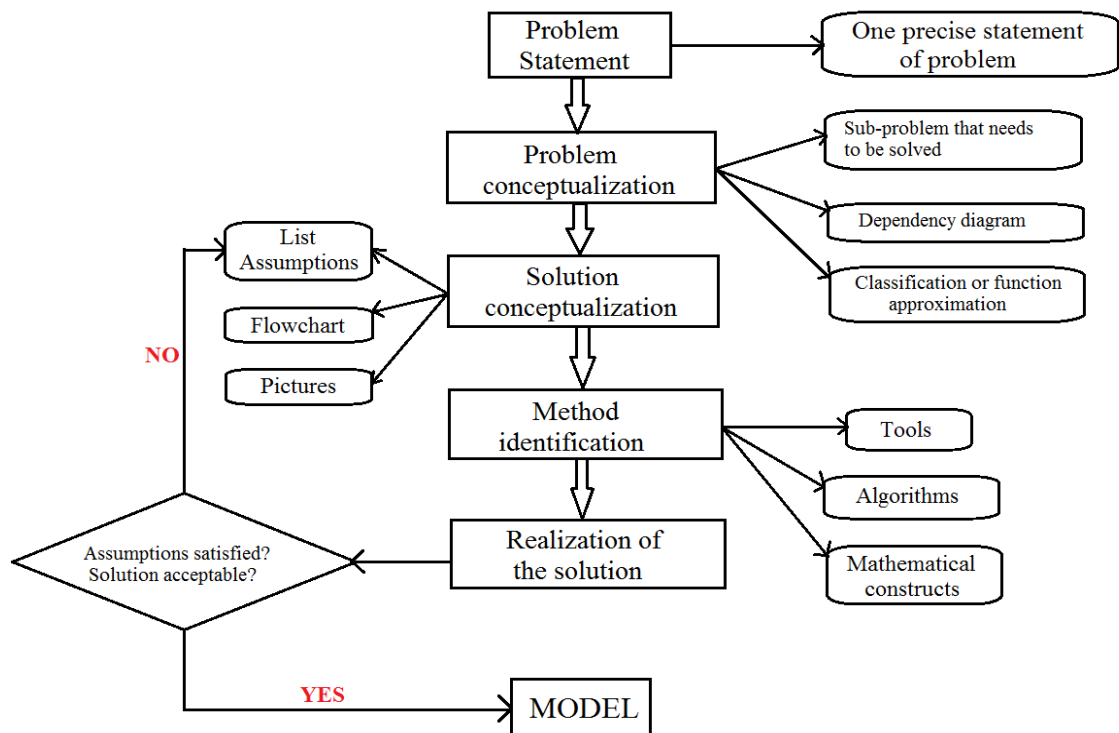 Problem
Statement
One precise statement
of problem
Problem
conceptualization
Sub-problem that needs
to be solved
Dependency diagram
Classification or function
approximation
List
Assumptions
Solution
conceptualization
Flowchart
Pictures
NO
Method
identification
Tools
Algorithms
Mathematical
constructs
Realization of
the solution
Assumptions satisfied?
Solution acceptable?
YES
MODEL